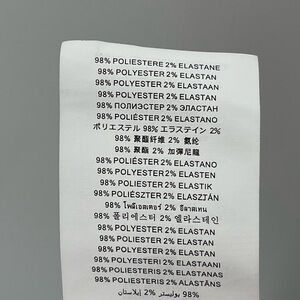 98% POLIESTERE 2% ELASTANE
98% POLYESTER 2% ELASTAN
98% POLYESTER 2% ELASTAAN
98% POLYESTER 2% ELASTAN
98% ПОЛИЭСТЕР 2% ЭЛАСТАН
98% POLIÉSTER 2% ELASTANO
ポリエステル 98% エラステイン 2%
98% 聚酯纤维 2% 氨纶
98% 聚酯 2% 加彈尼龍
98% POLIÉSTER 2% ELASTANO
98% POLYESTER 2% ELASTEN
98% POLYESTER 2% ELASTIK
98% POLIÉSZTER 2% ELASZTÁN
98% โพลีเอสเตอร์ 2% อีลาสเทน
98% 폴리에스터 2% 엘라스테인
98% POLYESTER 2% ELASTAN
98% POLYESTERI 2% ELASTAANI
98% POLIESTERIS 2% ELASTANAS
98% POLIESTERIS 2% ALASTĀNS
98% بوليستر 2% إيلاستان